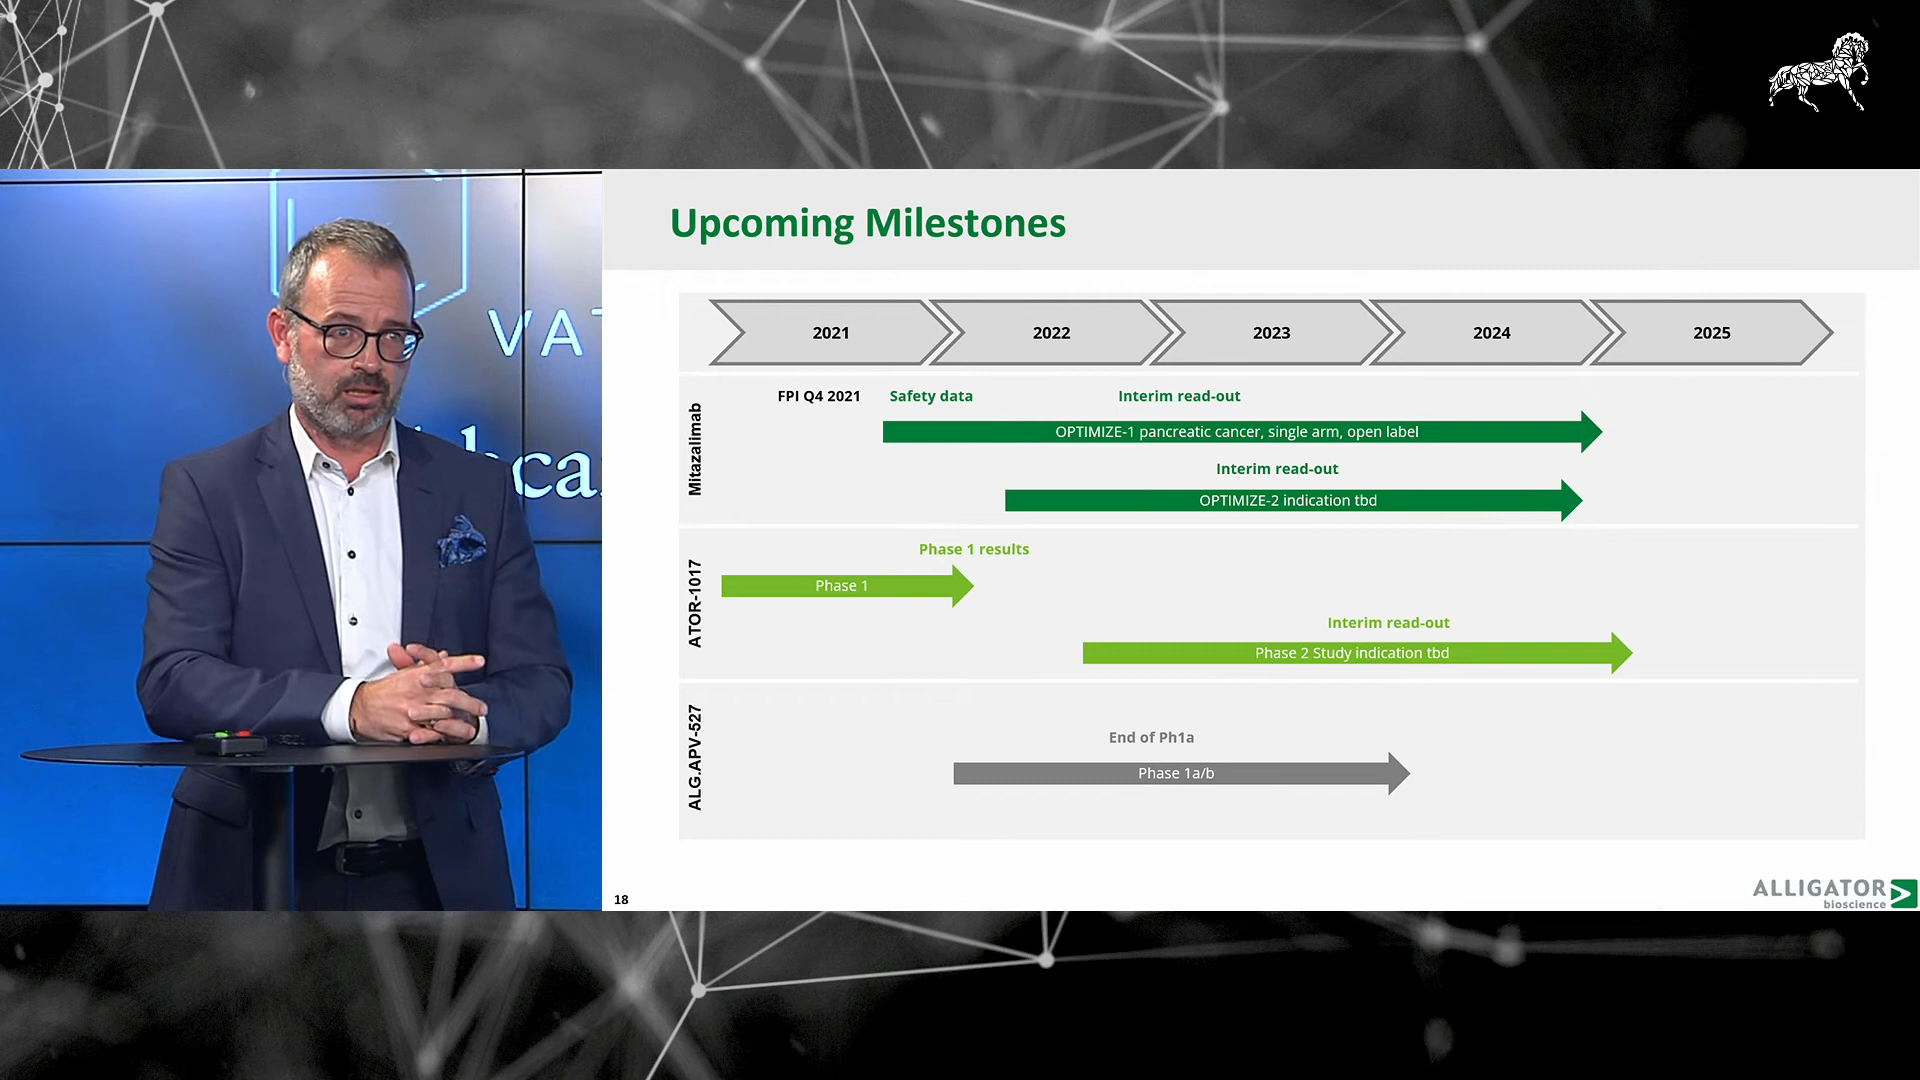 VA
hca
Upcoming Milestones
2021
2022
2023
2024
2025
Mitazalimab
FPI Q4 2021
Safety data
Interim read-out
OPTIMIZE-1 pancreatic cancer, single arm, open label
Interim read-out
OPTIMIZE-2 indication tbd
ATOR-1017
Phase 1 results
Phase 1
Interim read-out
Phase 2 Study indication tbd
ALG.APV-527
End of Ph1a
Phase 1a/b
18
ALLIGATOR
bioscience